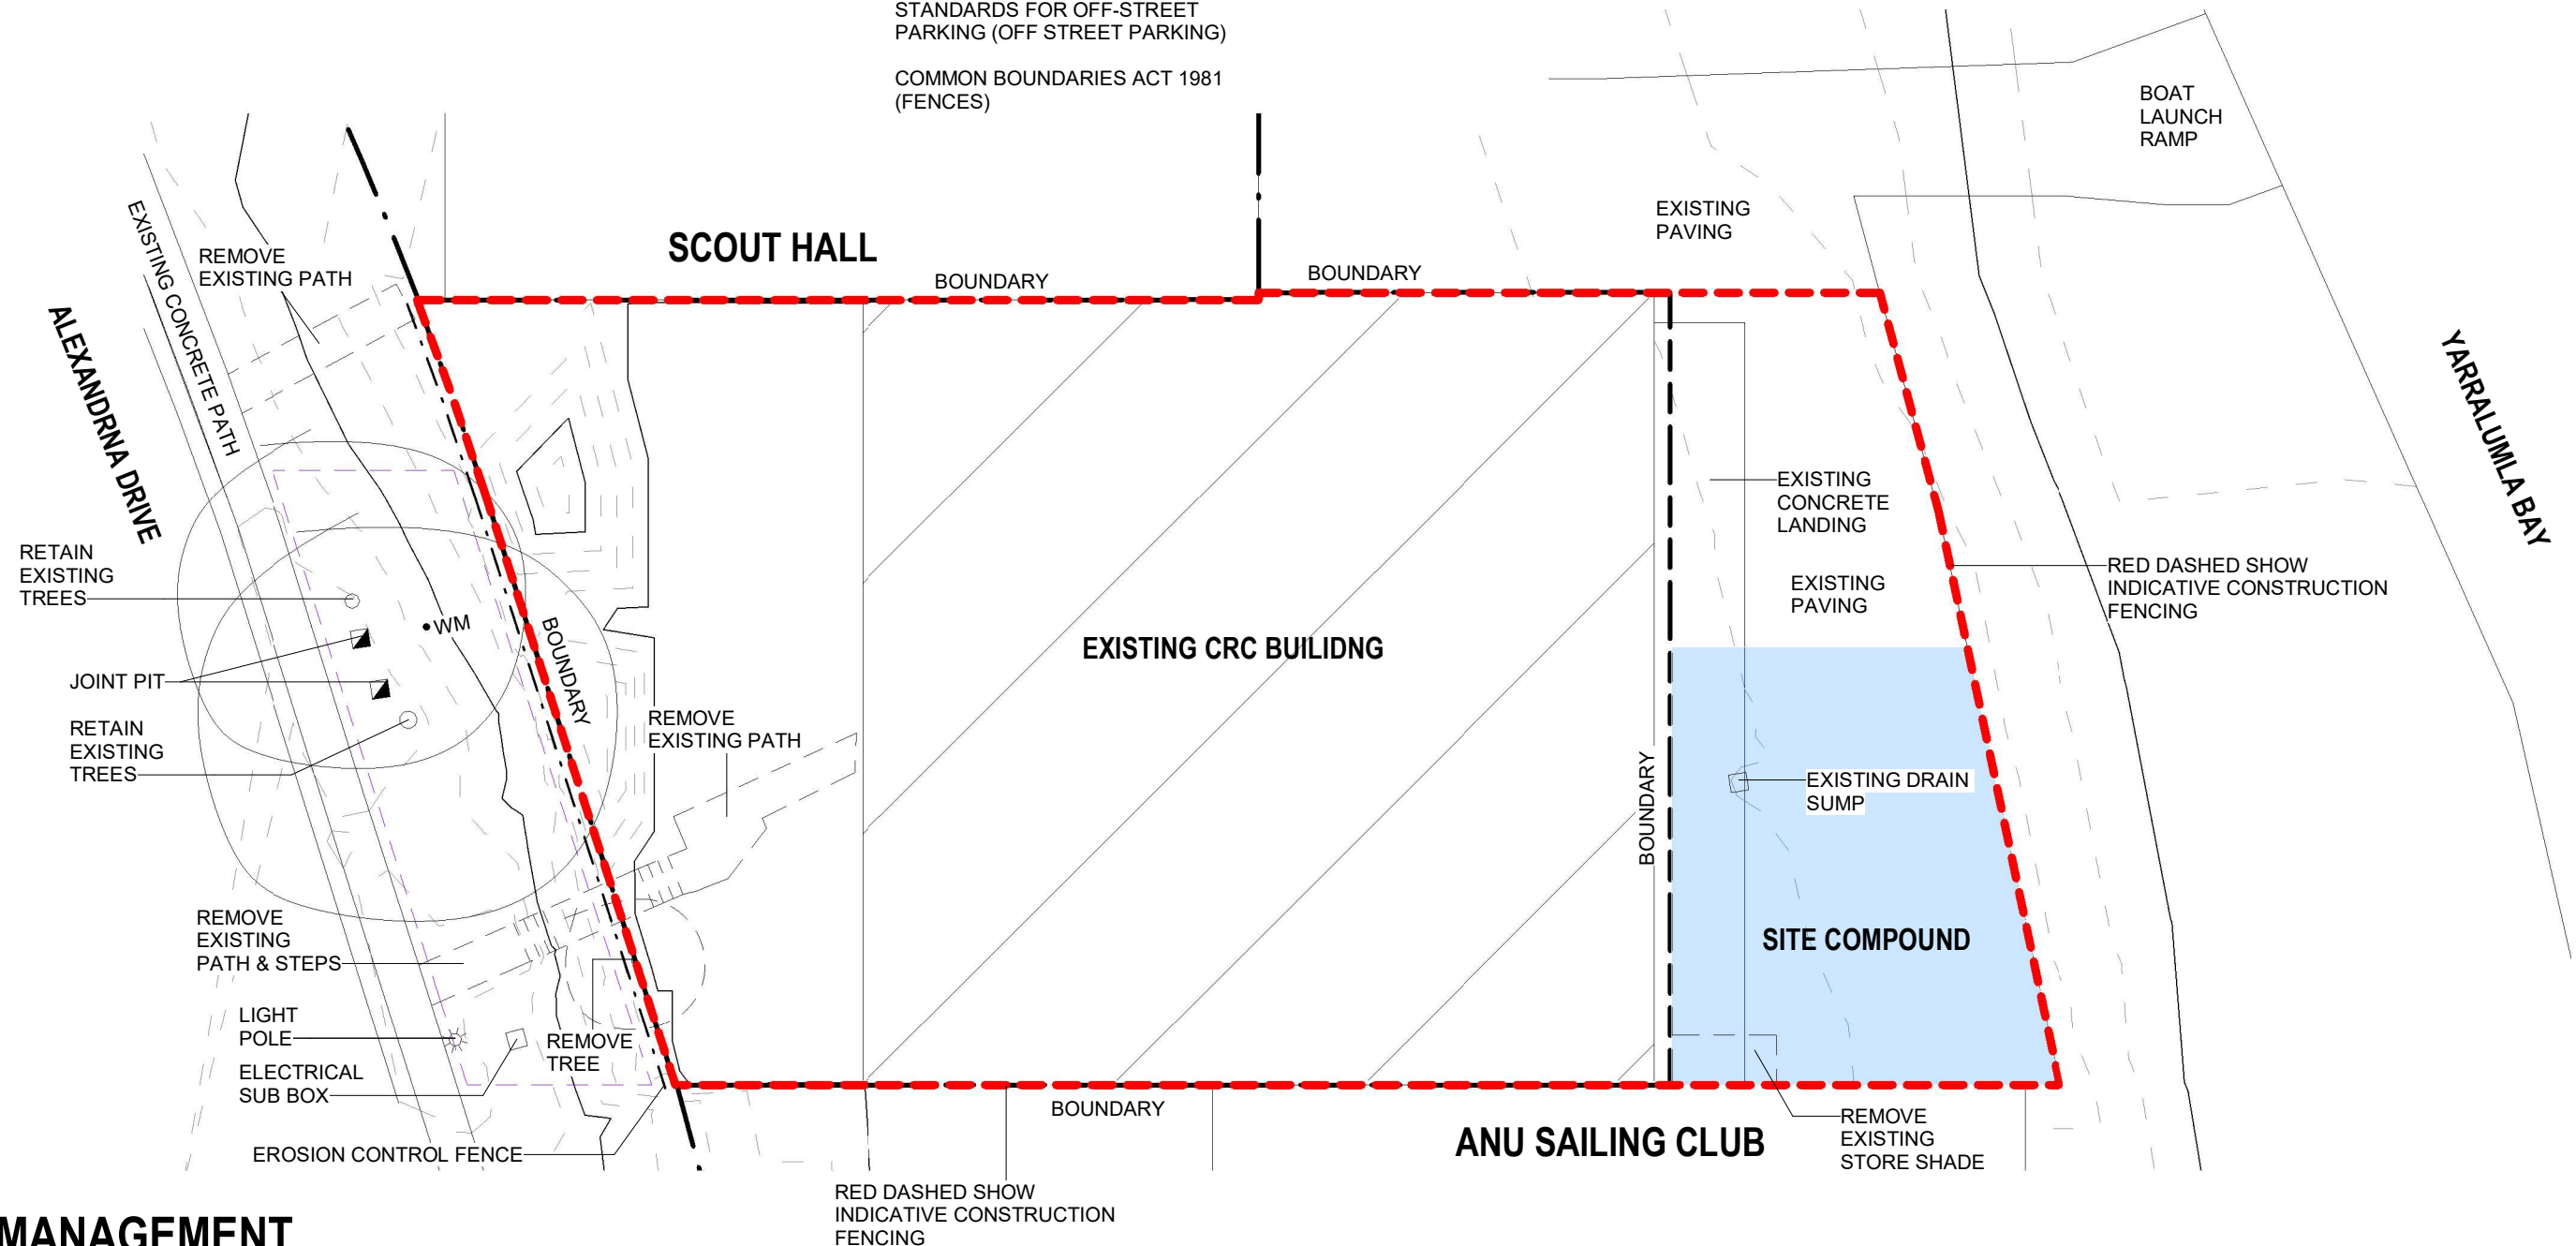 STANDARDS FOR OFF-STREET
PARKING (OFF STREET PARKING)
COMMON BOUNDARIES ACT 1981
(FENCES)
BOAT
LAUNCH
RAMP
EXISTING
PAVING
SCOUT HALL
REMOVE
EXISTING PATH
EXISTING CONCRETE PATH
BOUNDARY
BOUNDARY
ALEXANDRNA DRIVE
YARRALUMLA BAY
EXISTING
CONCRETE
LANDING
RETAIN
EXISTING
TREES
RED DASHED SHOW
INDICATIVE CONSTRUCTION
FENCING
EXISTING
PAVING
WM
BOUNDARY
EXISTING CRC BUILIDNG
JOINT PIT
REMOVE
EXISTING PATH
RETAIN
EXISTING
TREES
BOUNDARY
EXISTING DRAIN
SUMP
REMOVE
EXISTING
PATH & STEPS
SITE COMPOUND
LIGHT
POLE
REMOVE
TREE
ELECTRICAL
SUB BOX
BOUNDARY
EROSION CONTROL FENCE
ANU SAILING CLUB
REMOVE
EXISTING
STORE SHADE
RED DASHED SHOW
INDICATIVE CONSTRUCTION
FENCING
MANAGEMENT